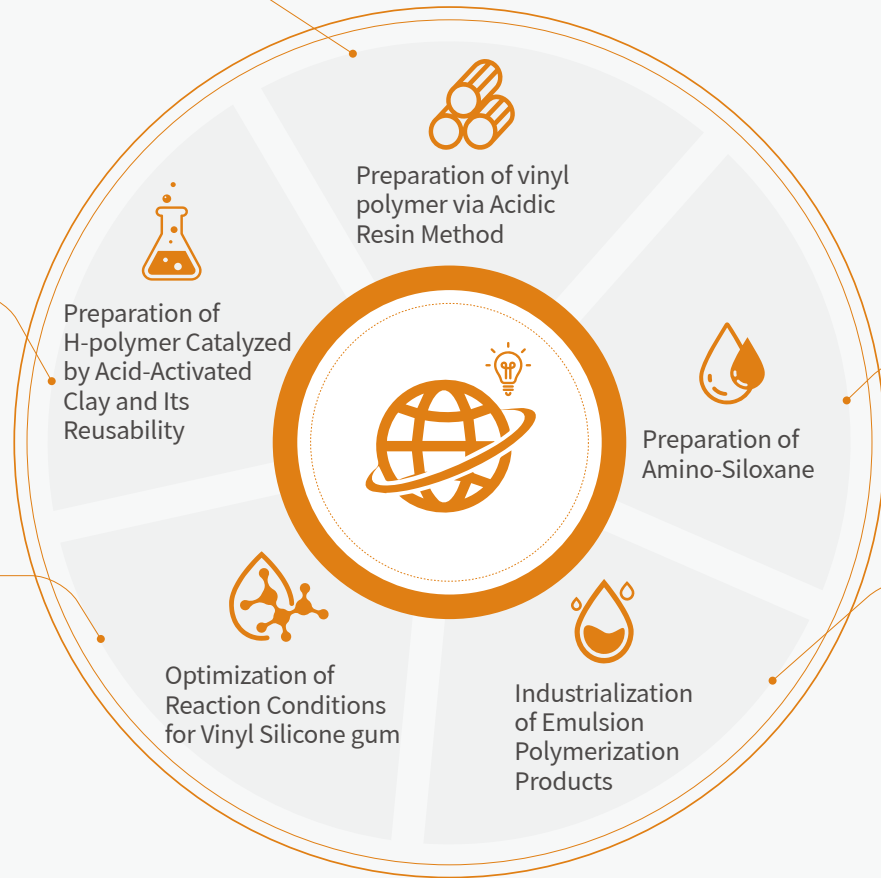 Preparation of vinyl
polymer via Acidic
Resin Method
Preparation of
H-polymer Catalyzed
by Acid-Activated
Clay and Its
Reusability
Preparation of
Amino-Siloxane
Optimization of
Reaction Conditions
for Vinyl Silicone gum
Industrialization
of Emulsion
Polymerization
Products